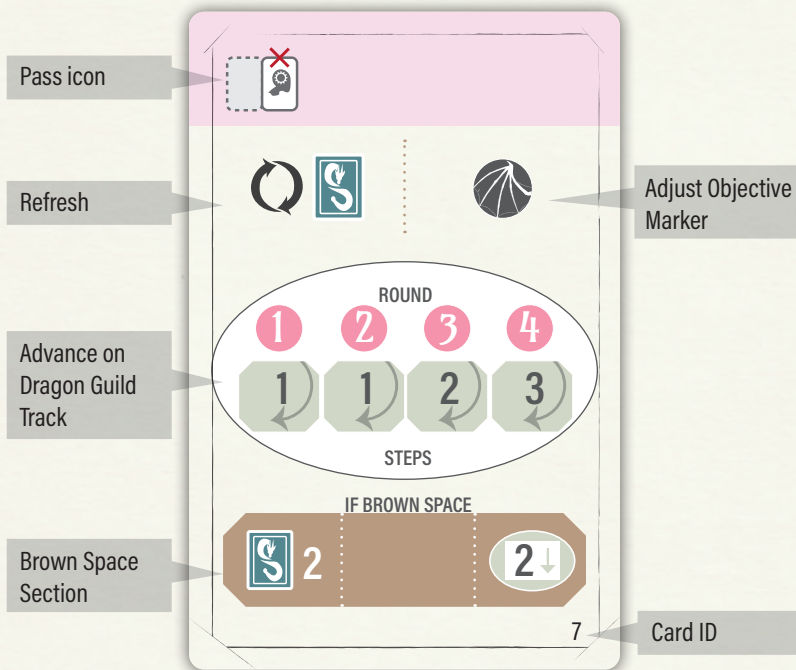 Pass icon
Refresh
Adjust Objective
Marker
ROUND
1 2 3 4
Advance on
Dragon Guild
Track
1 1 2 3
STEPS
IF BROWN SPACE
Brown Space
Section
2 2
7
Card ID